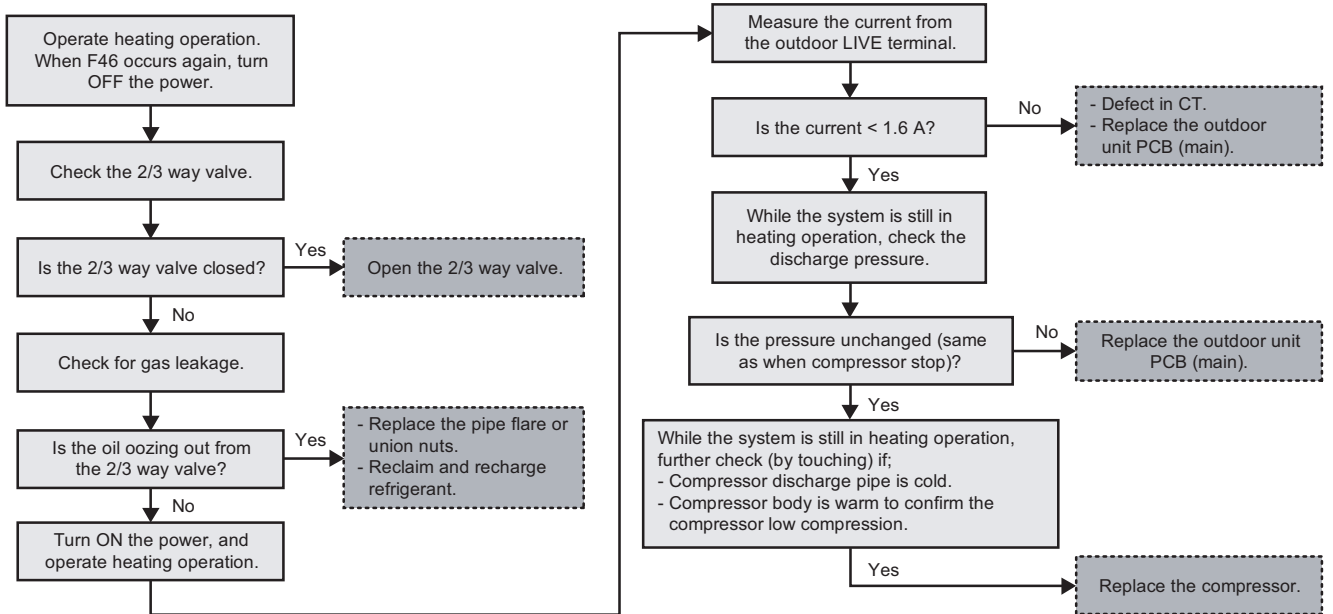 Operate heating operation.
When F46 occurs again, turn
OFF the power.
Check the 2/3 way valve.
Is the 2/3 way valve closed?
Yes
Open the 2/3 way valve.
No
Check for gas leakage.
Is the oil oozing out from
the 2/3 way valve?
Yes
- Replace the pipe flare or
union nuts.
- Reclaim and recharge
refrigerant.
No
Turn ON the power, and
operate heating operation.
Measure the current from
the outdoor LIVE terminal.
Is the current < 1.6 A?
No
- Defect in CT.
- Replace the outdoor
unit PCB (main).
Yes
While the system is still in
heating operation, check the
discharge pressure.
Is the pressure unchanged (same
as when compressor stop)?
No
Replace the outdoor unit
PCB (main).
Yes
While the system is still in heating operation,
further check (by touching) if;
- Compressor discharge pipe is cold.
- Compressor body is warm to confirm the
compressor low compression.
Yes
Replace the compressor.